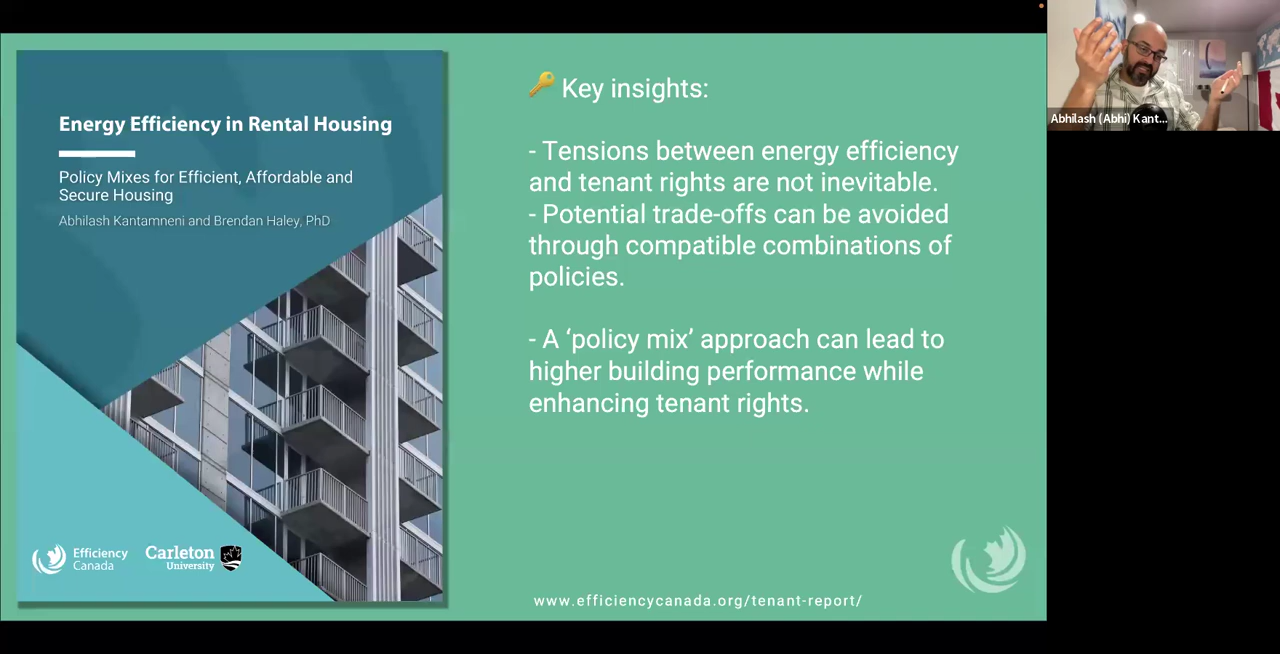 Energy Efficiency in Rental Housing
Policy Mixes for Efficient, Affordable and
Secure Housing
Abhilash Kantamneni and Brendan Haley, PhD
Efficiency
Canada
Carleton
University
🔑 Key insights:
- Tensions between energy efficiency
and tenant rights are not inevitable.
- Potential trade-offs can be avoided
through compatible combinations of
policies.
- A ‘policy mix’ approach can lead to
higher building performance while
enhancing tenant rights.
www.efficiencycanada.org/tenant-report/
Abhilash (Abhi) Kant...